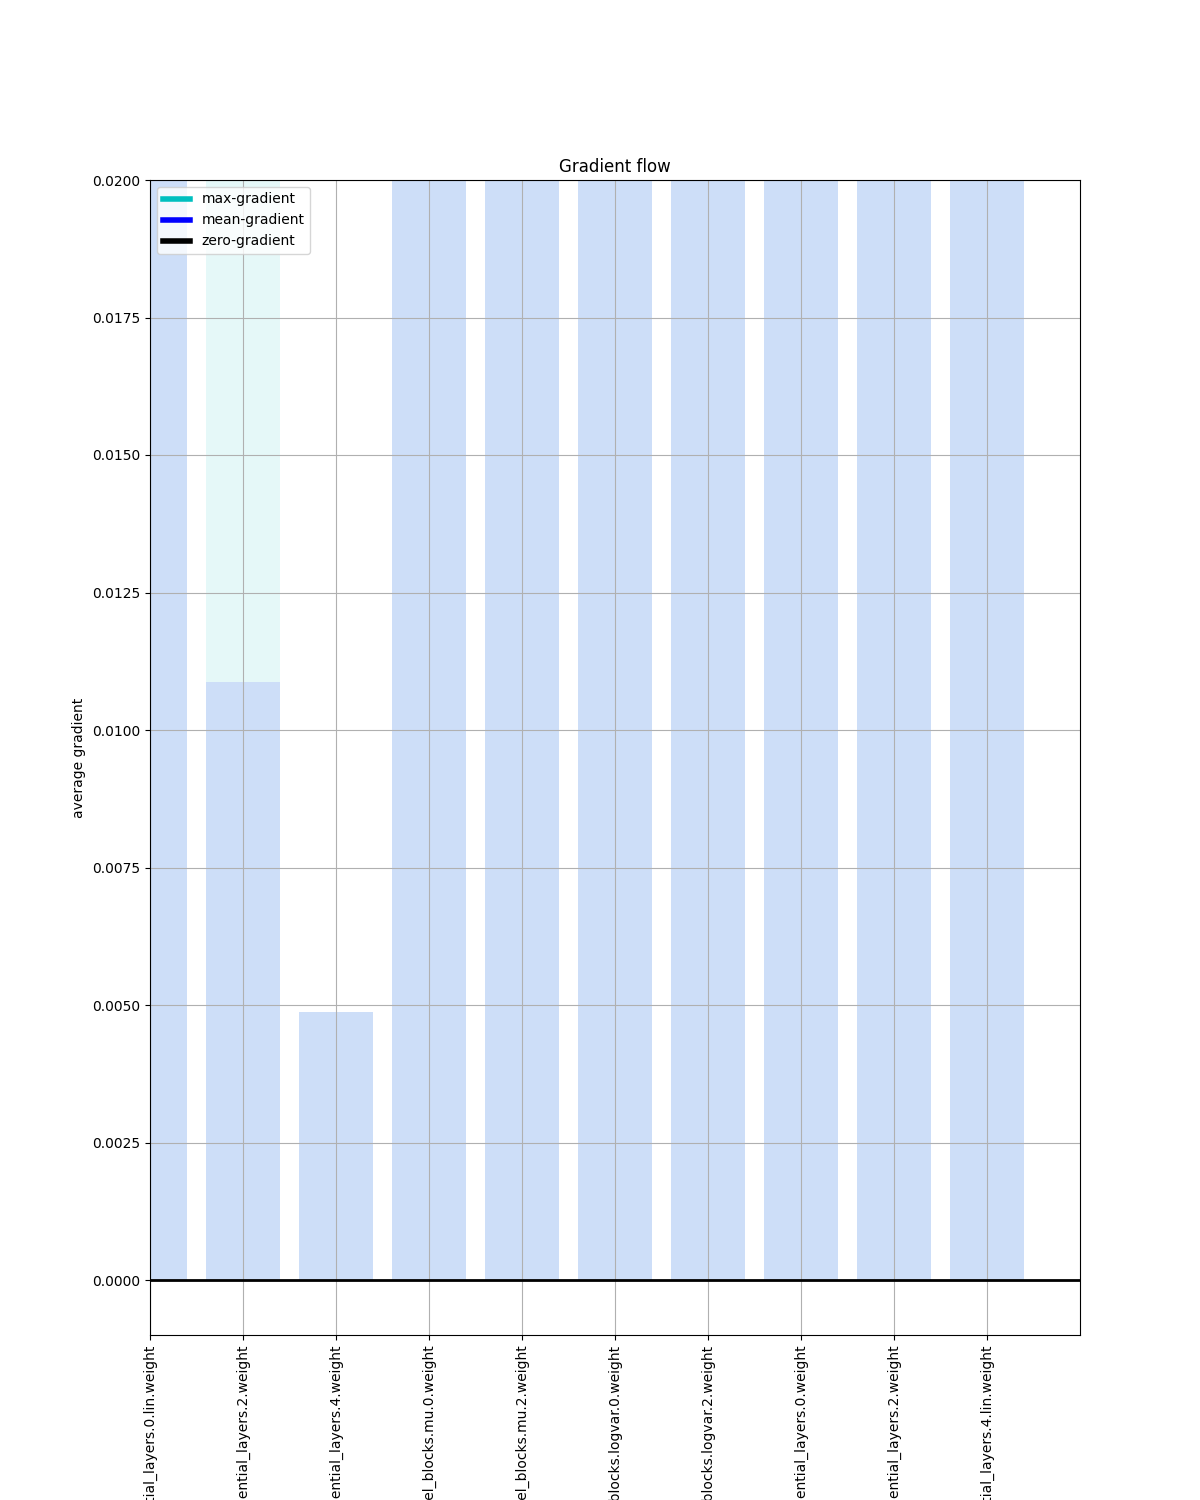 Gradient flow
max-gradient
mean-gradient
zero-gradient
average gradient
0.0200
0.0175
0.0150
0.0125
0.0100
0.0075
0.0050
0.0025
0.0000
tial_layers.0.lin.weight
ential_layers.2.weight
ential_layers.4.weight
el_blocks.mu.0.weight
el_blocks.mu.2.weight
blocks.logvar.0.weight
blocks.logvar.2.weight
ential_layers.0.weight
ential_layers.2.weight
tial_layers.4.lin.weight